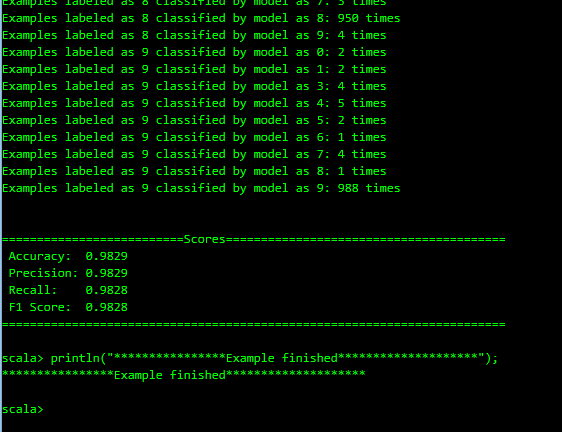 Examples labeled as 8 classified by model as 7: 3 times
Examples labeled as 8 classified by model as 8: 950 times
Examples labeled as 8 classified by model as 9: 4 times
Examples labeled as 9 classified by model as 0: 2 times
Examples labeled as 9 classified by model as 1: 2 times
Examples labeled as 9 classified by model as 3: 4 times
Examples labeled as 9 classified by model as 4: 5 times
Examples labeled as 9 classified by model as 5: 2 times
Examples labeled as 9 classified by model as 6: 1 times
Examples labeled as 9 classified by model as 7: 4 times
Examples labeled as 9 classified by model as 8: 1 times
Examples labeled as 9 classified by model as 9: 988 times
==========================Scores========================================
Accuracy:  0.9829
Precision: 0.9829
Recall:    0.9828
F1 Score:  0.9828
========================================================================
scala> println("****************Example finished********************");
****************Example finished********************
scala>